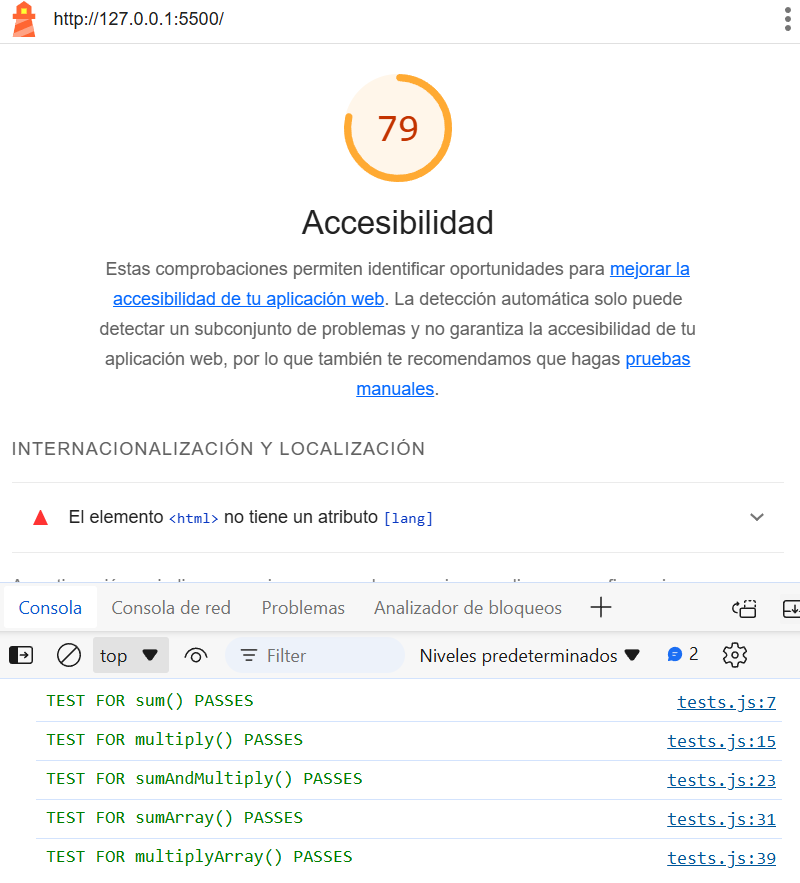 http://127.0.0.1:5500/
79
Accesibilidad
Estas comprobaciones permiten identificar oportunidades para mejorar la
accesibilidad de tu aplicación web. La detección automática solo puede
detectar un subconjunto de problemas y no garantiza la accesibilidad de tu
aplicación web, por lo que también te recomendamos que hagas pruebas
manuales.
INTERNACIONALIZACIÓN Y LOCALIZACIÓN
El elemento <html> no tiene un atributo [lang]
Consola Consola de red Problemas Analizador de bloqueos
top Filter Niveles predeterminados 2
TEST FOR sum() PASSES tests.js:7
TEST FOR multiply() PASSES tests.js:15
TEST FOR sumAndMultiply() PASSES tests.js:23
TEST FOR sumArray() PASSES tests.js:31
TEST FOR multiplyArray() PASSES tests.js:39